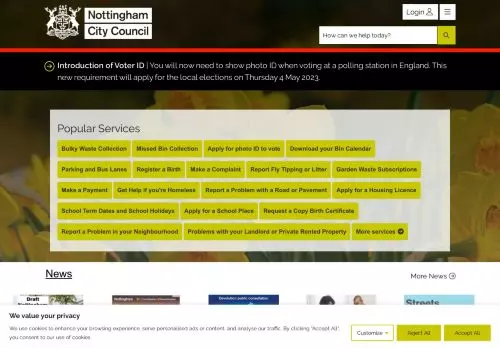 Nottingham
City Council
Login
How can we help today?
Introduction of Voter ID | You will now need to show photo ID when voting at a polling station in England. This
new requirement will apply for the local elections on Thursday 4 May 2023.
Popular Services
Bulky Waste Collection Missed Bin Collection Apply for photo ID to vote Download your Bin Calendar
Parking and Bus Lanes Register a Birth Make a Complaint Report Fly Tipping or Litter Garden Waste Subscriptions
Make a Payment Get Help if you're Homeless Report a Problem with a Road or Pavement Apply for a Housing Licence
School Term Dates and School Holidays Apply for a School Place Request a Copy Birth Certificate
Report a Problem in your Neighbourhood Problems with your Landlord or Private Rented Property More services
News
More News
Draft
Nottingham
Nottingham
Devolution public consultation
Streets
We value your privacy
We use cookies to enhance your browsing experience, serve personalised ads or content, and analyse our traffic. By clicking "Accept All",
you consent to our use of cookies.
Customize
Reject All
Accept All